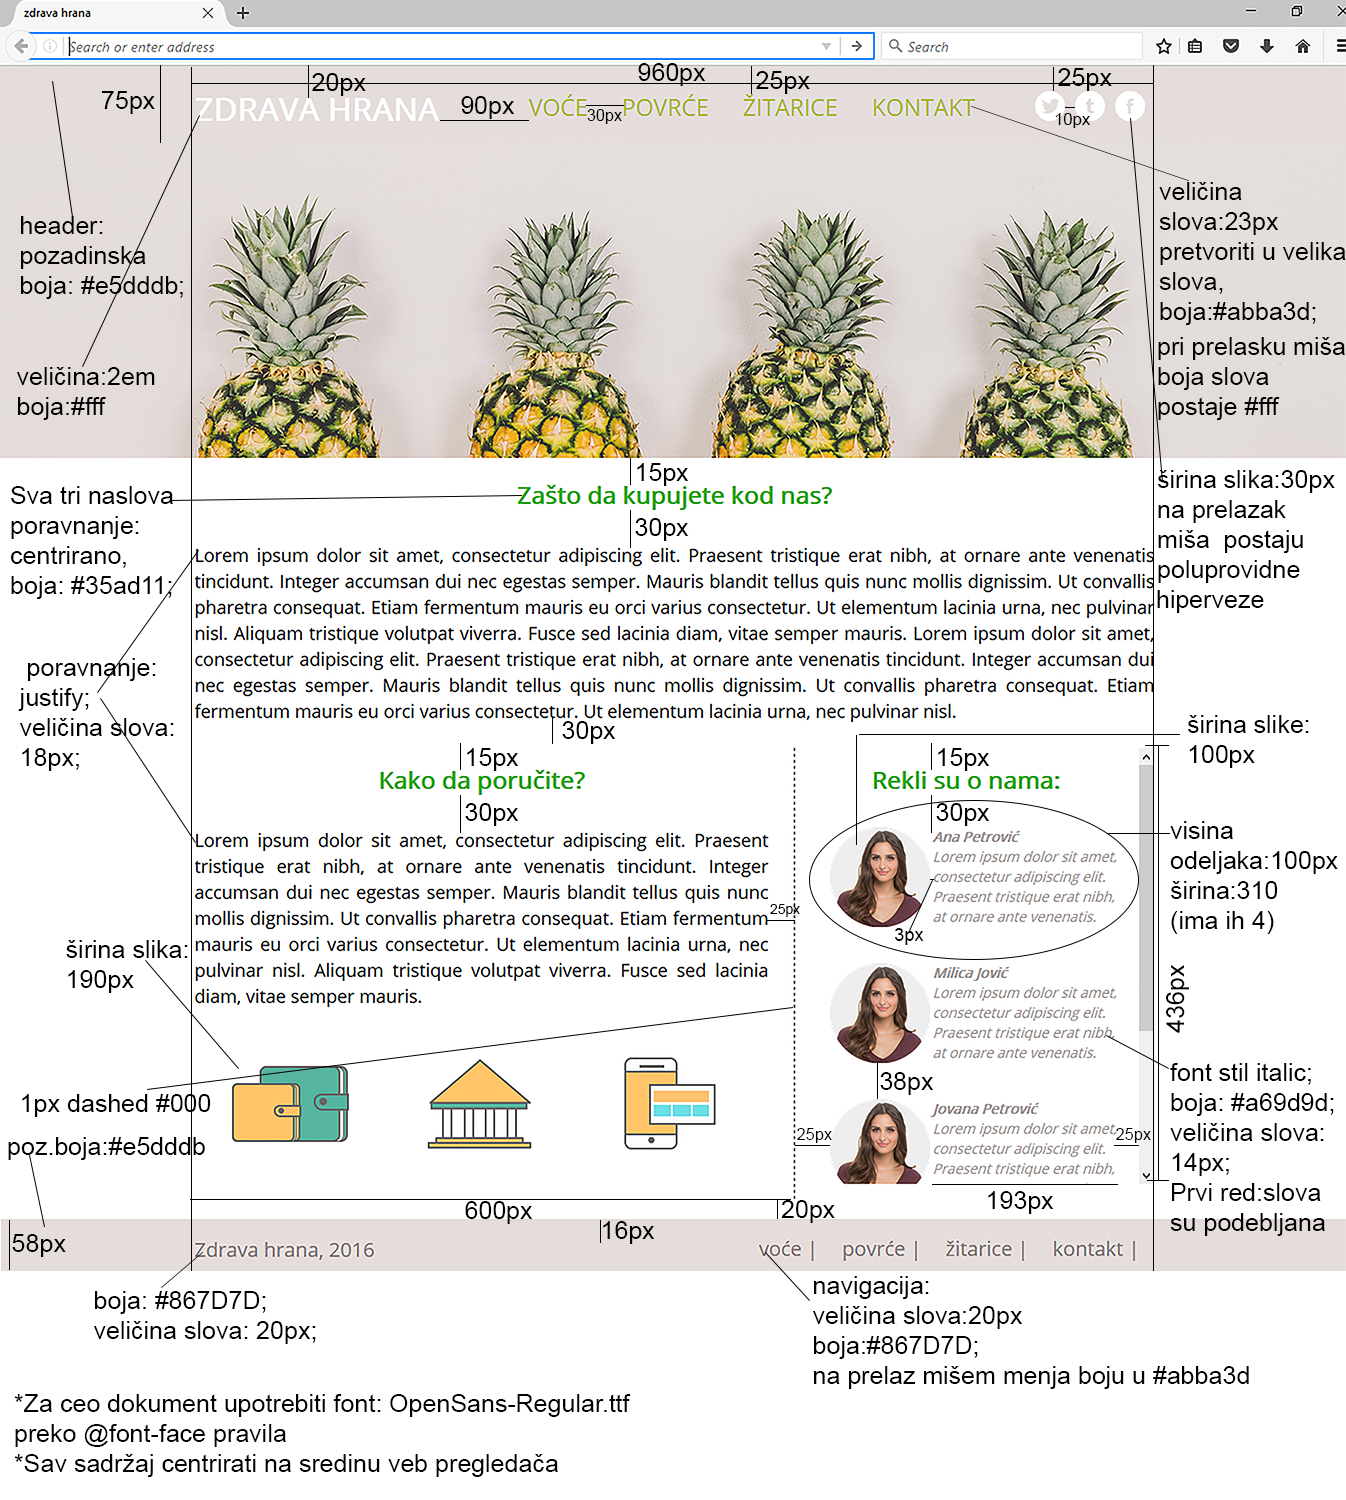 zdrava hrana
Search or enter address
Search
20px
960px
25px
25px
75px
ZDRAVA HRANA
90px
VOĆE
30px
POVRĆE
ŽITARICE
KONTAKT
10px
header:
pozadinska
boja: #e5dddb;
veličina:2em
boja:#fff
veličina
slova:23px
pretvoriti u velika
slova,
boja:#abba3d;
pri prelasku miša
boja slova
postaje #fff
15px
Zašto da kupujete kod nas?
30px
Sva tri naslova
poravnanje:
centrirano,
boja: #35ad11;
širina slika:30px
na prelazak
miša postaju
poluprovidne
hiperveze
Lorem ipsum dolor sit amet, consectetur adipiscing elit. Praesent tristique erat nibh, at ornare ante venenatis
tincidunt. Integer accumsan dui nec egestas semper. Mauris blandit tellus quis nunc mollis dignissim. Ut convallis
pharetra consequat. Etiam fermentum mauris eu orci varius consectetur. Ut elementum lacinia urna, nec pulvinar
nisl. Aliquam tristique volutpat viverra. Fusce sed lacinia diam, vitae semper mauris. Lorem ipsum dolor sit amet,
consectetur adipiscing elit. Praesent tristique erat nibh, at ornare ante venenatis tincidunt. Integer accumsan dui
nec egestas semper. Mauris blandit tellus quis nunc mollis dignissim. Ut convallis pharetra consequat. Etiam
fermentum mauris eu orci varius consectetur. Ut elementum lacinia urna, nec pulvinar nisl.
poravnanje:
justify;
veličina slova:
18px;
30px
15px
Kako da poručite?
30px
Lorem ipsum dolor sit amet, consectetur adipiscing elit. Praesent
tristique erat nibh, at ornare ante venenatis tincidunt. Integer
accumsan dui nec egestas semper. Mauris blandit tellus quis nunc
mollis dignissim. Ut convallis pharetra consequat. Etiam fermentum
mauris eu orci varius consectetur. Ut elementum lacinia urna, nec
pulvinar nisl. Aliquam tristique volutpat viverra. Fusce sed lacinia
diam, vitae semper mauris.
25px
širina slika:
190px
1px dashed #000
poz.boja:#e5dddb
širina slike:
100px
15px
Rekli su o nama:
30px
Ana Petrović
Lorem ipsum dolor sit amet,
consectetur adipiscing elit.
Praesent tristique erat nibh,
at ornare ante venenatis.
3px
visina
odeljaka:100px
širina:310
(ima ih 4)
Milica Jović
Lorem ipsum dolor sit amet,
consectetur adipiscing elit.
Praesent tristique erat nibh,
at ornare ante venenatis.
436px
38px
Jovana Petrović
Lorem ipsum dolor sit amet,
consectetur adipiscing elit.
Praesent tristique erat nibh,
25px
25px
font stil italic;
boja: #a69d9d;
veličina slova:
14px;
Prvi red:slova
su podebljana
193px
600px
20px
16px
58px
Zdrava hrana, 2016
voće |
povrće |
žitarice |
kontakt |
boja: #867D7D;
veličina slova: 20px;
navigacija:
veličina slova:20px
boja:#867D7D;
na prelaz mišem menja boju u #abba3d
*Za ceo dokument upotrebiti font: OpenSans-Regular.ttf
preko @font-face pravila
*Sav sadržaj centrirati na sredinu veb pregledača